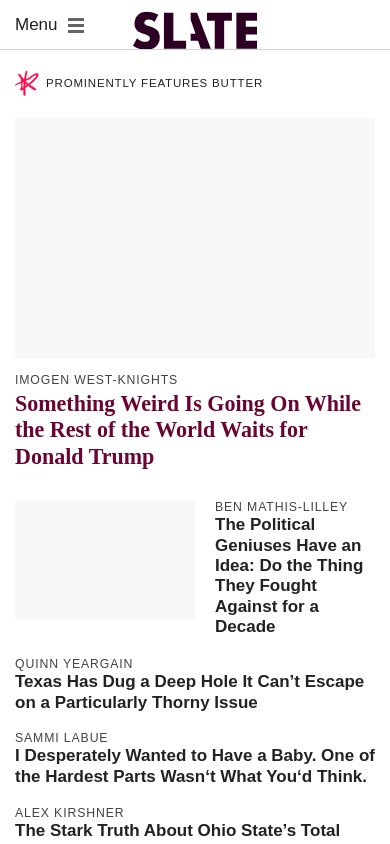 Menu
SLATE
PROMINENTLY FEATURES BUTTER
IMOGEN WEST-KNIGHTS
Something Weird Is Going On While
the Rest of the World Waits for
Donald Trump
BEN MATHIS-LILLEY
The Political
Geniuses Have an
Idea: Do the Thing
They Fought
Against for a
Decade
QUINN YEARGAIN
Texas Has Dug a Deep Hole It Can’t Escape
on a Particularly Thorny Issue
SAMMI LABUE
I Desperately Wanted to Have a Baby. One of
the Hardest Parts Wasn‘t What You‘d Think.
ALEX KIRSHNER
The Stark Truth About Ohio State’s Total